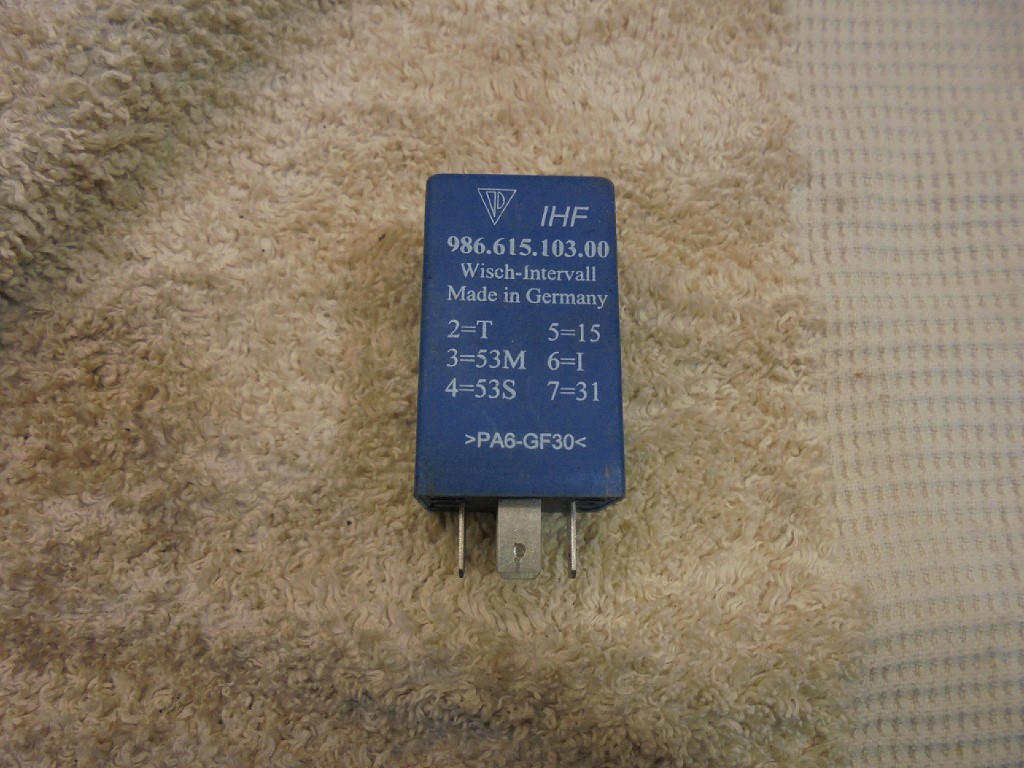 IHF
986.615.103.00
Wisch-Intervall
Made in Germany
2=T 5=15
3=53M 6=I
4=53S 7=31
>PA6-GF30<